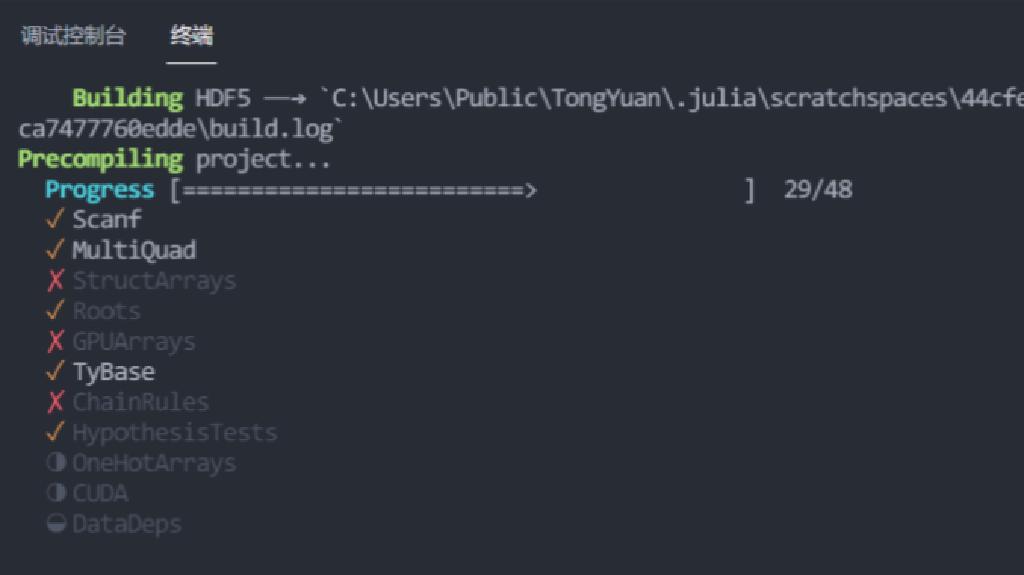 调试控制台 终端
Building HDF5 ──→ `C:\Users\Public\TongYuan\.julia\scratchspaces\44cfe
ca7477760edde\build.log`
Precompiling project...
Progress [=========================>               ] 29/48
✓ Scanf
✓ MultiQuad
✗ StructArrays
✓ Roots
✗ GPUArrays
✓ TyBase
✗ ChainRules
✓ HypothesisTests
◑ OneHotArrays
◑ CUDA
◒ DataDeps